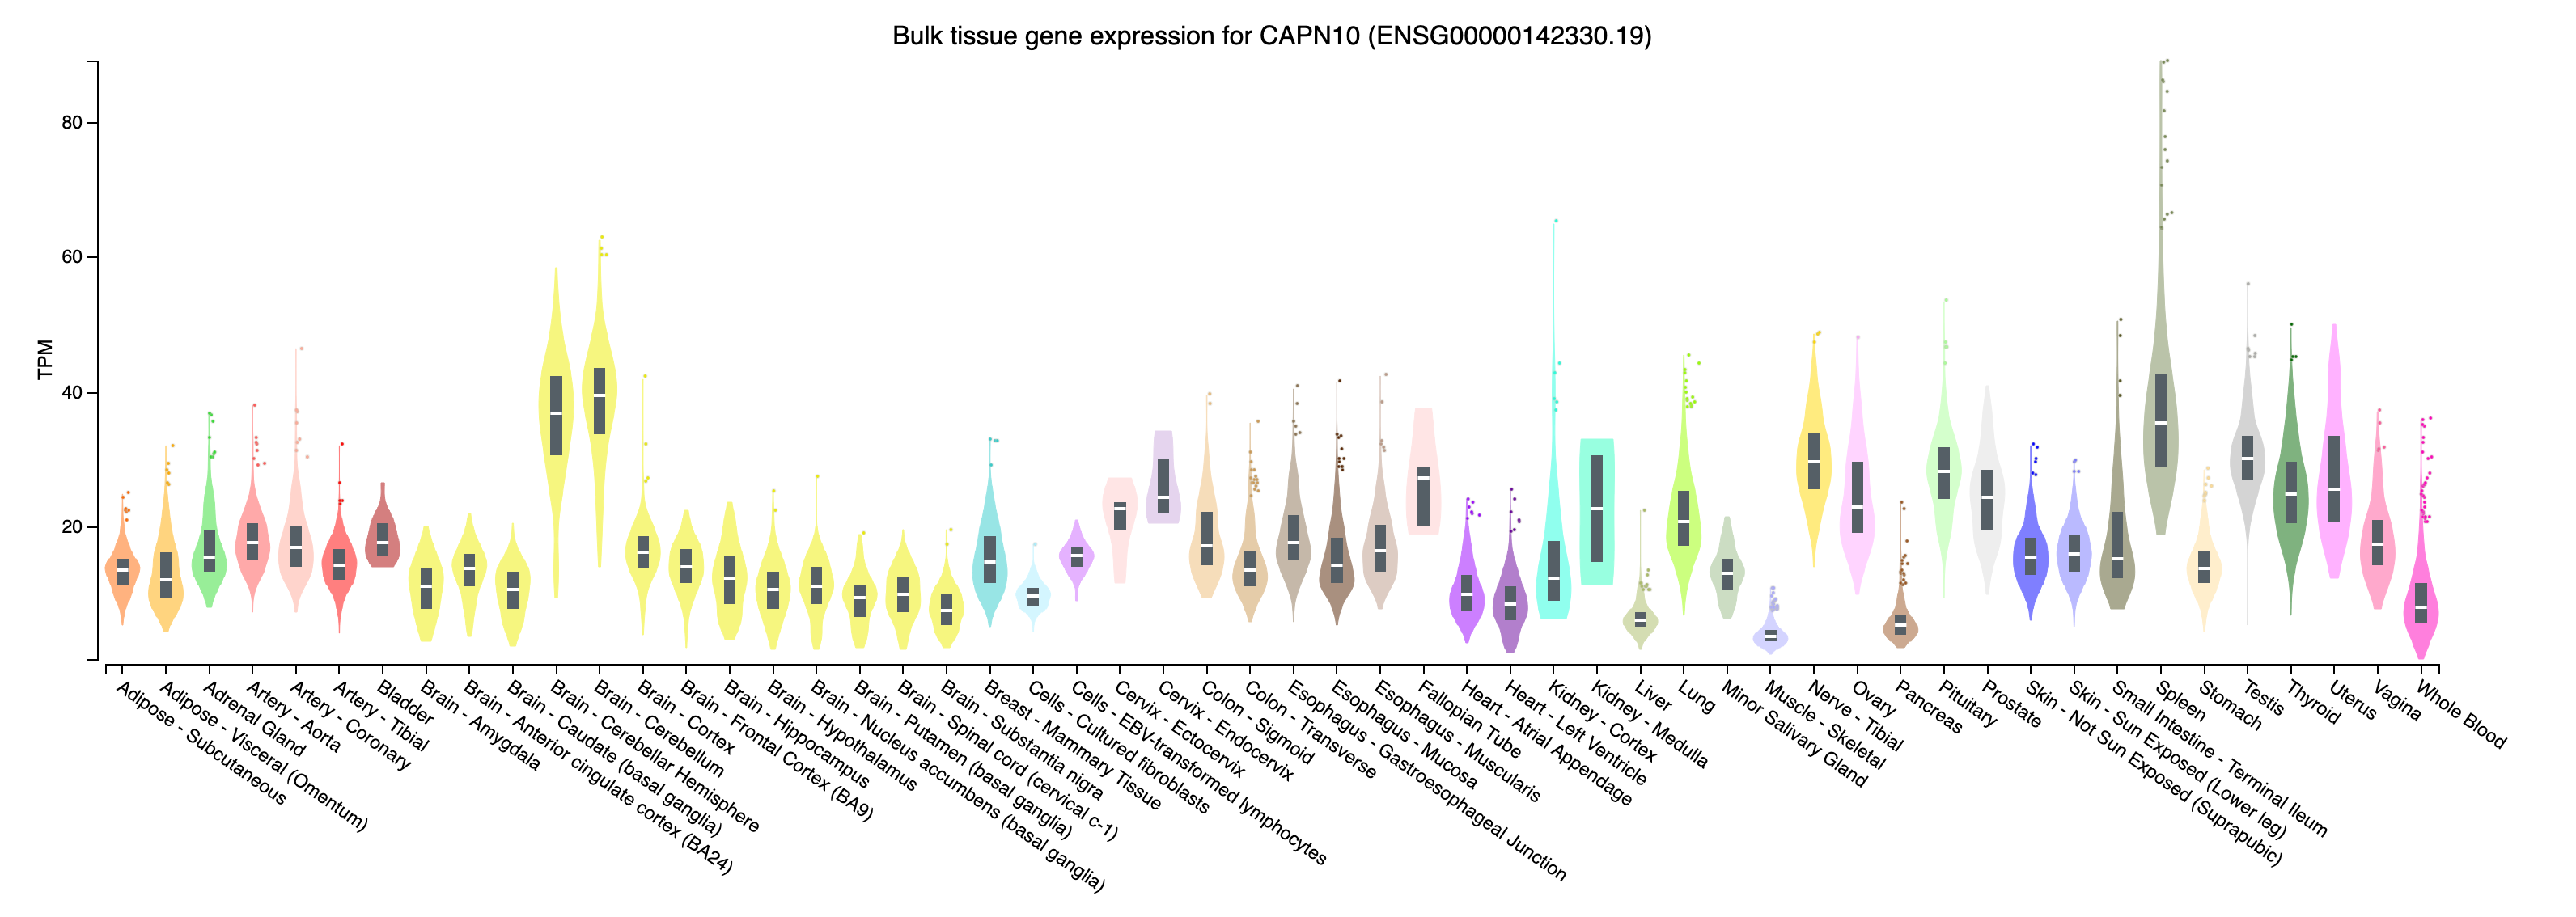 Bulk tissue gene expression for CAPN10 (ENSG00000142330.19)
TPM
80
60
40
20
Adipose - Subcutaneous
Adipose - Visceral (Omentum)
Adrenal Gland
Artery - Aorta
Artery - Coronary
Artery - Tibial
Bladder
Brain - Amygdala
Brain - Anterior cingulate cortex (BA24)
Brain - Caudate (basal ganglia)
Brain - Cerebellar Hemisphere
Brain - Cerebellum
Brain - Cortex
Brain - Frontal Cortex (BA9)
Brain - Hippocampus
Brain - Hypothalamus
Brain - Nucleus accumbens (basal ganglia)
Brain - Putamen (basal ganglia)
Brain - Spinal cord (cervical c-1)
Brain - Substantia nigra
Breast - Mammary Tissue
Cells - Cultured fibroblasts
Cells - EBV-transformed lymphocytes
Cervix - Ectocervix
Cervix - Endocervix
Colon - Sigmoid
Colon - Transverse
Esophagus - Gastroesophageal Junction
Esophagus - Mucosa
Esophagus - Muscularis
Fallopian Tube
Heart - Atrial Appendage
Heart - Left Ventricle
Kidney - Cortex
Kidney - Medulla
Liver
Lung
Minor Salivary Gland
Muscle - Skeletal
Nerve - Tibial
Ovary
Pancreas
Pituitary
Prostate
Skin - Not Sun Exposed (Suprapubic)
Skin - Sun Exposed (Lower leg)
Small Intestine - Terminal Ileum
Spleen
Stomach
Testis
Thyroid
Uterus
Vagina
Whole Blood